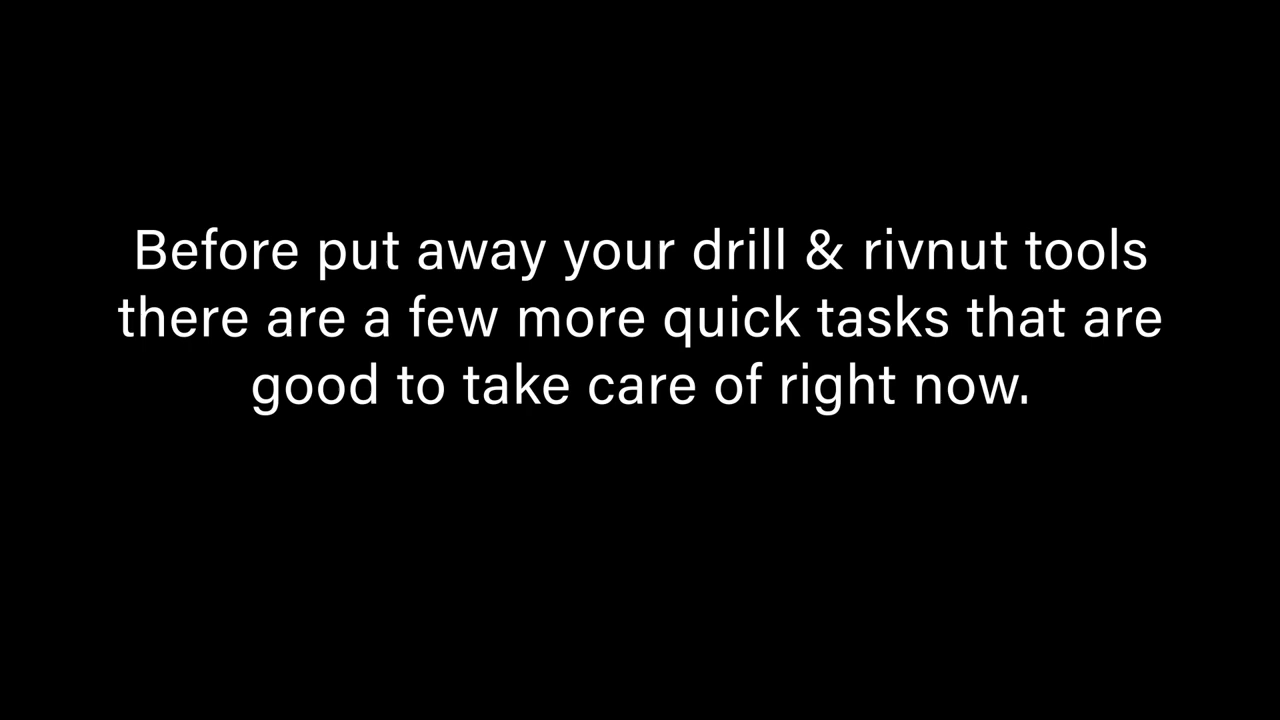 Before put away your drill & rivnut tools
there are a few more quick tasks that are
good to take care of right now.